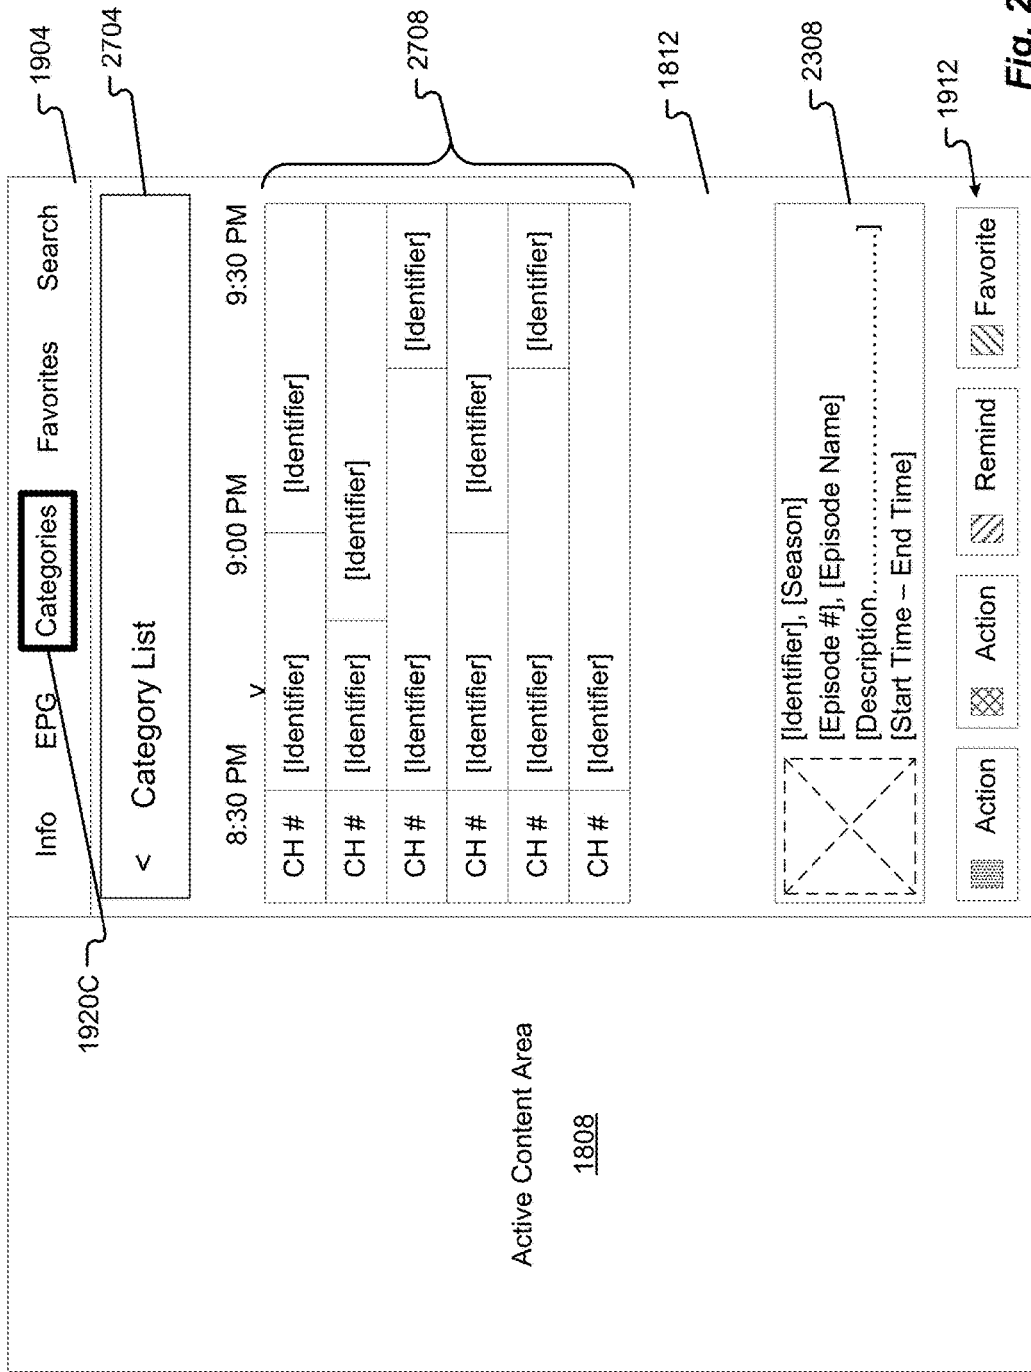 1904
Info EPG Categories Favorites Search
2704
< Category List
1920C
8:30 PM 9:00 PM 9:30 PM
v
CH # [Identifier] [Identifier]
CH # [Identifier] [Identifier]
CH # [Identifier] [Identifier]
CH # [Identifier] [Identifier]
CH # [Identifier] [Identifier]
CH # [Identifier]
2708
Active Content Area
1808
1812
[Identifier], [Season]
[Episode #], [Episode Name]
[Description..........................................]
[Start Time – End Time]
2308
Action Action Remind Favorite
1912